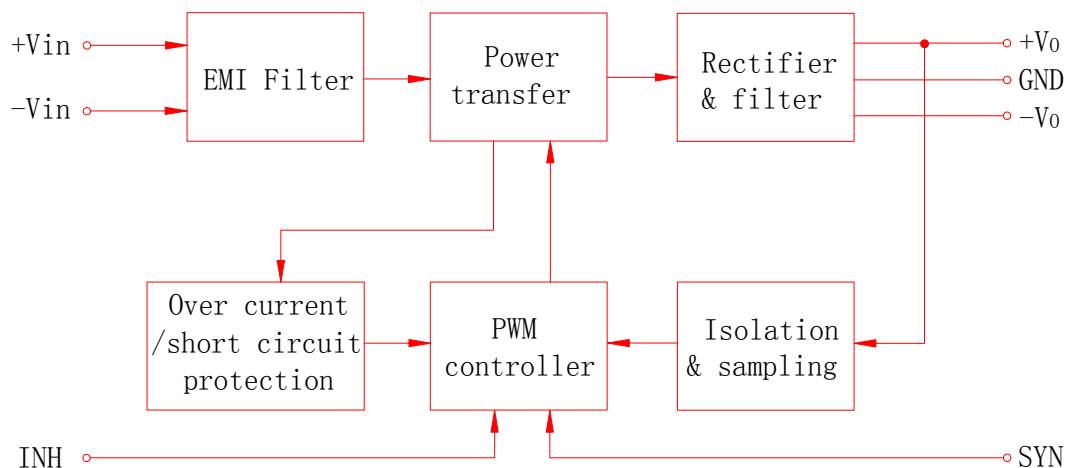 +Vin
−Vin
EMI Filter
Power
transfer
Rectifier
& filter
+V₀
GND
−V₀
Over current
/short circuit
protection
PWM
controller
Isolation
& sampling
INH
SYN